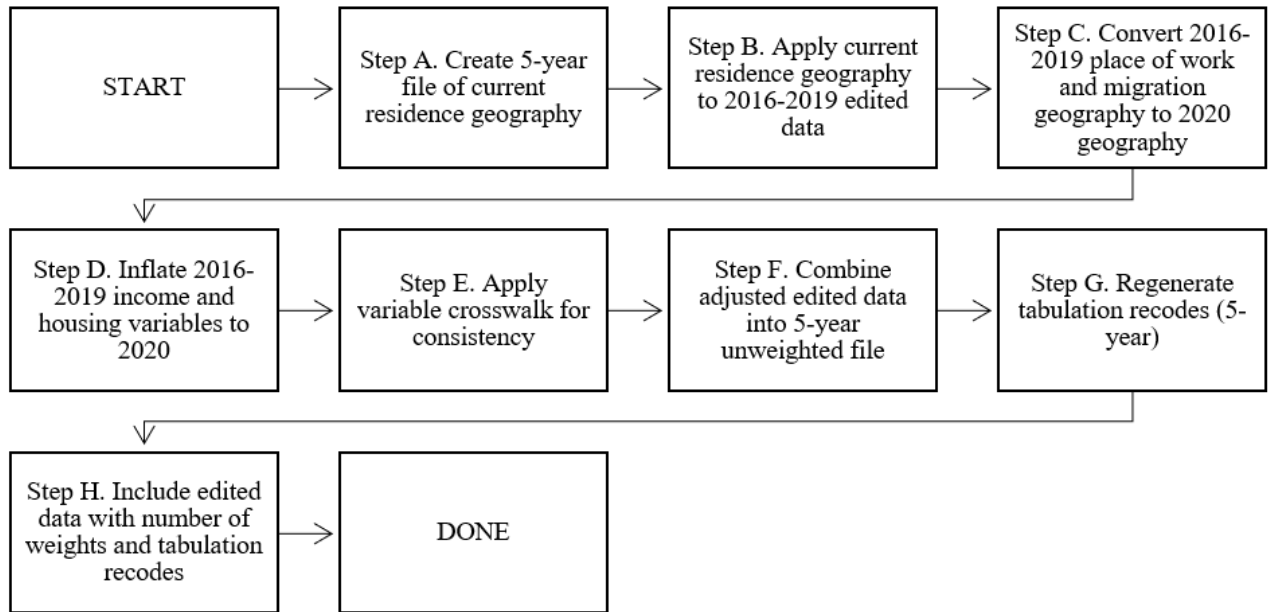 START
Step A. Create 5-
year file of current
residence geography
Step B. Apply current
residence geography
to 2016-2019 edited
data
Step C. Convert 2016-
2019 place of work
and migration
geography to 2020
geography
Step D. Inflate 2016-
2019 income and
housing variables to
2020
Step E. Apply
variable crosswalk for
consistency
Step F. Combine
adjusted edited data
into 5-year
unweighted file
Step G. Regenerate
tabulation recodes (5-
year)
Step H. Include edited
data with number of
weights and tabulation
recodes
DONE